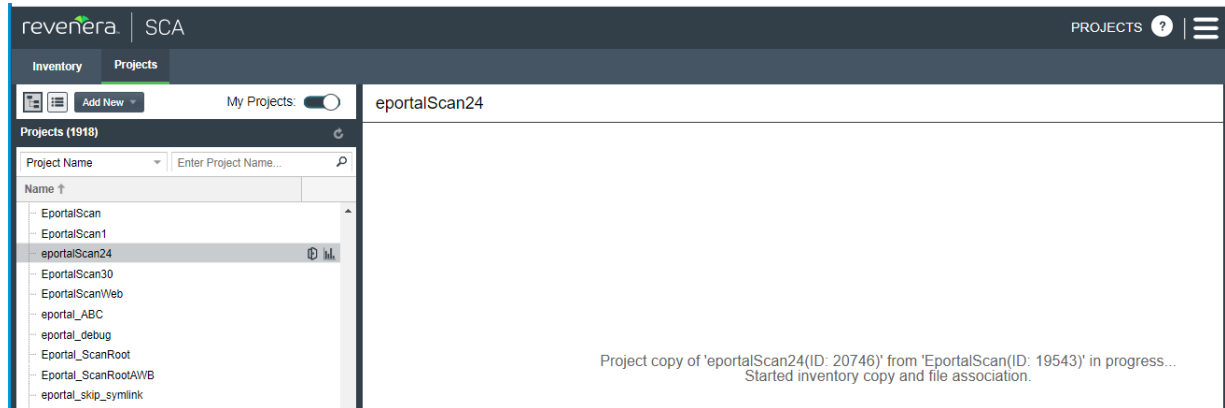 revenera. SCA
PROJECTS ?
Inventory Projects
Add New My Projects: eportalScan24
Projects (1918)
Project Name Enter Project Name...
Name ↑
EportalScan
EportalScan1
eportalScan24
EportalScan30
EportalScanWeb
eportal_ABC
eportal_debug
Eportal_ScanRoot
Eportal_ScanRootAWB
eportal_skip_symlink
Project copy of 'eportalScan24(ID: 20746)' from 'EportalScan(ID: 19543)' in progress...
Started inventory copy and file association.